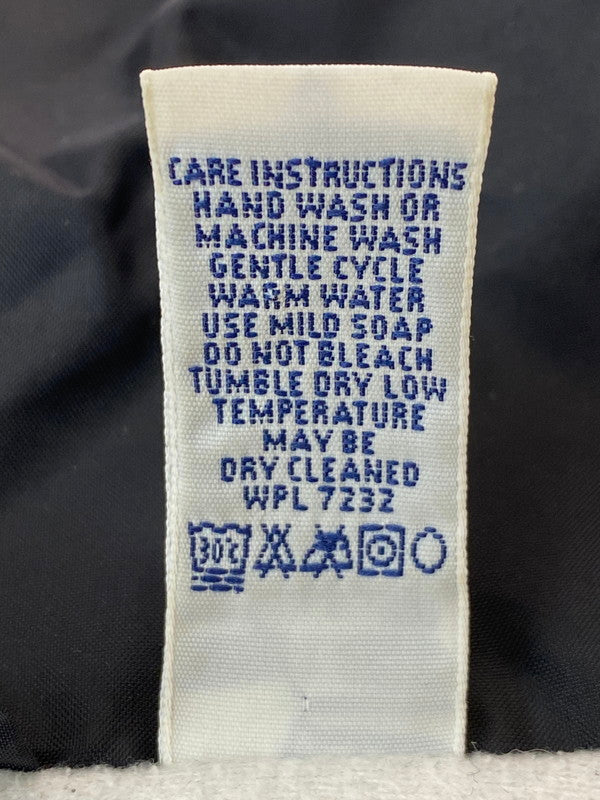 CARE INSTRUCTIONS
HAND WASH OR
MACHINE WASH
GENTLE CYCLE
WARM WATER
USE MILD SOAP
DO NOT BLEACH
TUMBLE DRY LOW
TEMPERATURE
MAY BE
DRY CLEANED
WPL 7232
30°C